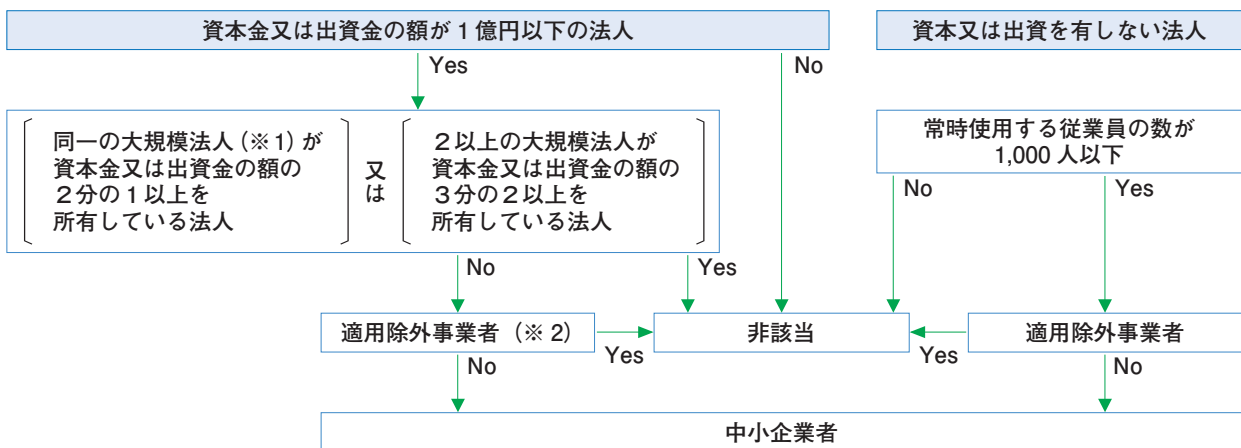 資本金又は出資金の額が1億円以下の法人
資本又は出資を有しない法人
Yes
No
同一の大規模法人(※1)が
資本金又は出資金の額の
2分の1以上を
所有している法人
又は
2以上の大規模法人が
資本金又は出資金の額の
3分の2以上を
所有している法人
常時使用する従業員の数が
1,000人以下
No
Yes
No
Yes
適用除外事業者(※2)
Yes
非該当
Yes
適用除外事業者
No
No
中小企業者